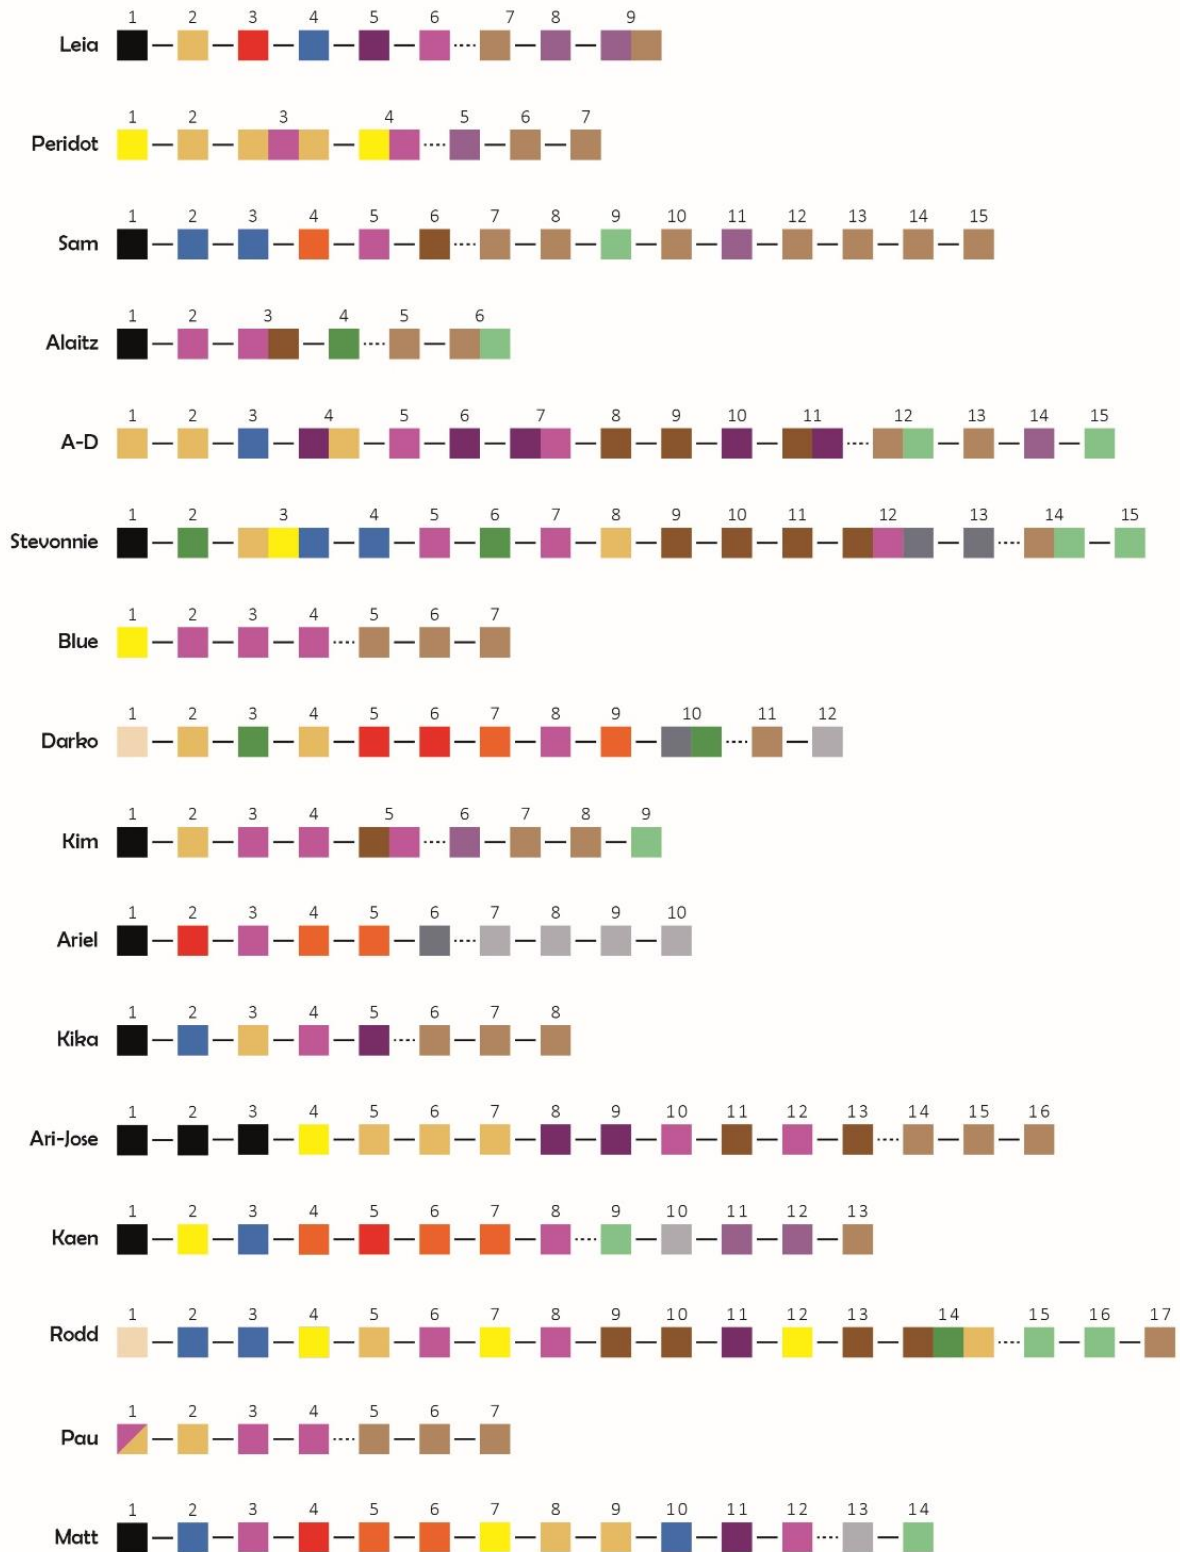 1 2 3 4 5 6 7 8 9
Leia
1 2 3 4 5 6 7
Peridot
1 2 3 4 5 6 7 8 9 10 11 12 13 14 15
Sam
1 2 3 4 5 6
Alaitz
1 2 3 4 5 6 7 8 9 10 11 12 13 14 15
A-D
1 2 3 4 5 6 7 8 9 10 11 12 13 14 15
Stevonnie
1 2 3 4 5 6 7
Blue
1 2 3 4 5 6 7 8 9 10 11 12
Darko
1 2 3 4 5 6 7 8 9
Kim
1 2 3 4 5 6 7 8 9 10
Ariel
1 2 3 4 5 6 7 8
Kika
1 2 3 4 5 6 7 8 9 10 11 12 13 14 15 16
Ari-Jose
1 2 3 4 5 6 7 8 9 10 11 12 13
Kaen
1 2 3 4 5 6 7 8 9 10 11 12 13 14 15 16 17
Rodd
1 2 3 4 5 6 7
Pau
1 2 3 4 5 6 7 8 9 10 11 12 13 14
Matt